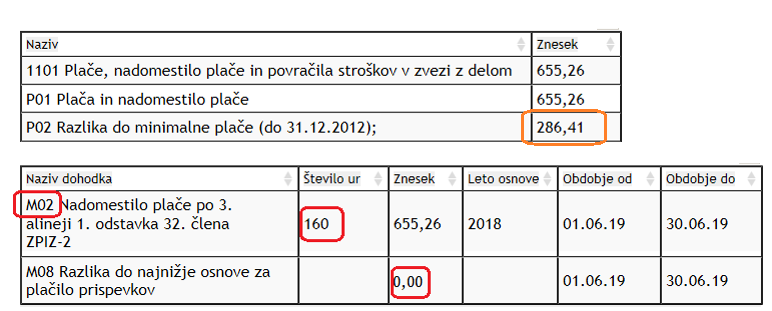 Naziv Znesek
1101 Plače, nadomestilo plače in povračila stroškov v zvezi z delom 655,26
P01 Plača in nadomestilo plače 655,26
P02 Razlika do minimalne plače (do 31.12.2012); 286,41
Naziv dohodka Število ur Znesek Leto osnove Obdobje od Obdobje do
M02 Nadomestilo plače po 3.
alineji 1. odstavka 32. člena 160 655,26 2018 01.06.19 30.06.19
ZPIZ-2
M08 Razlika do najnižje osnove za
plačilo prispevkov 0,00 01.06.19 30.06.19